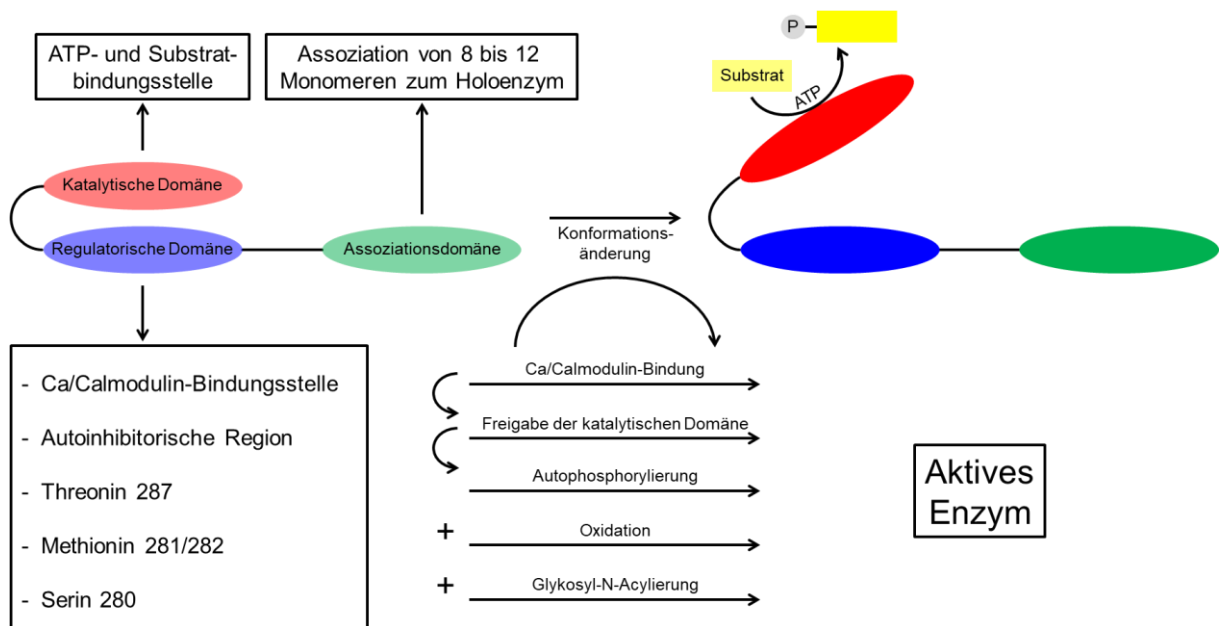 ATP- und Substrat-
bindungsstelle
Assoziation von 8 bis 12
Monomeren zum Holoenzym
P
Substrat
ATP
Katalytische Domäne
Regulatorische Domäne
Assoziationsdomäne
Konformations-
änderung
- Ca/Calmodulin-Bindungsstelle
- Autoinhibitorische Region
- Threonin 287
- Methionin 281/282
- Serin 280
Ca/Calmodulin-Bindung
Freigabe der katalytischen Domäne
Autophosphorylierung
+ Oxidation
+ Glykosyl-N-Acylierung
Aktives
Enzym